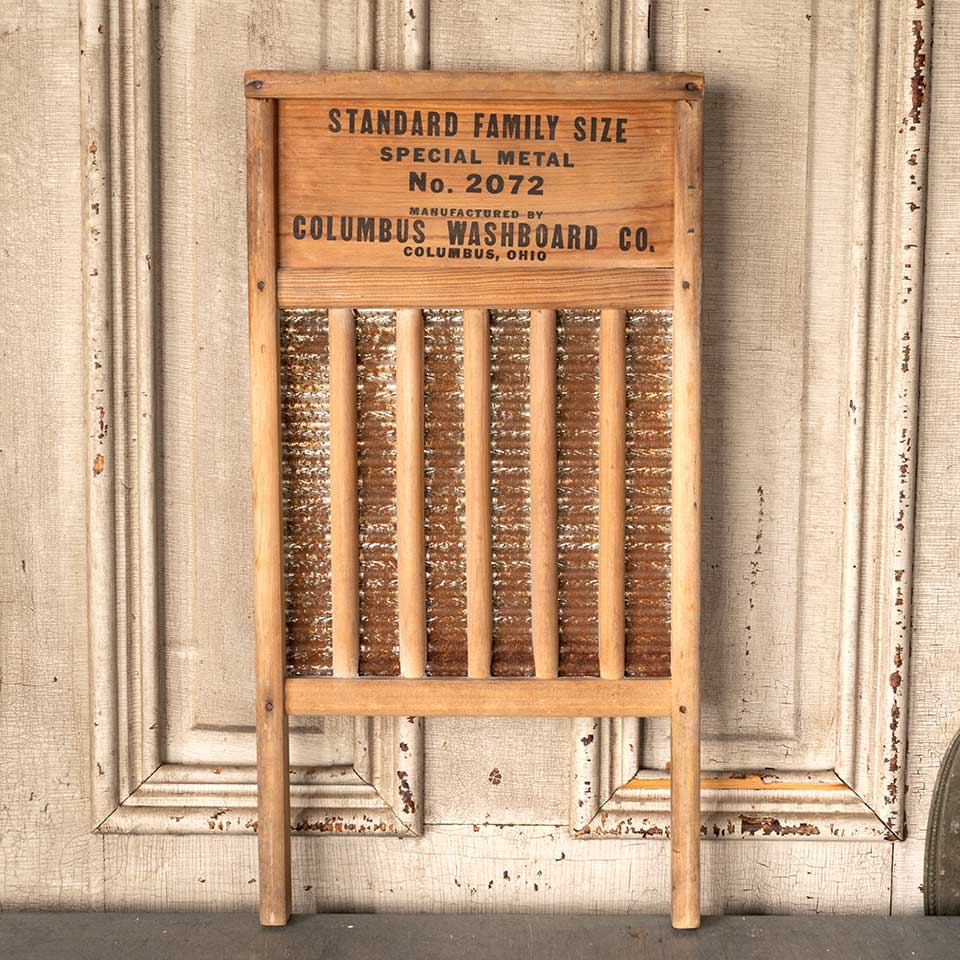 STANDARD FAMILY SIZE
SPECIAL METAL
No. 2072
MANUFACTURED BY
COLUMBUS WASHBOARD CO.
COLUMBUS, OHIO